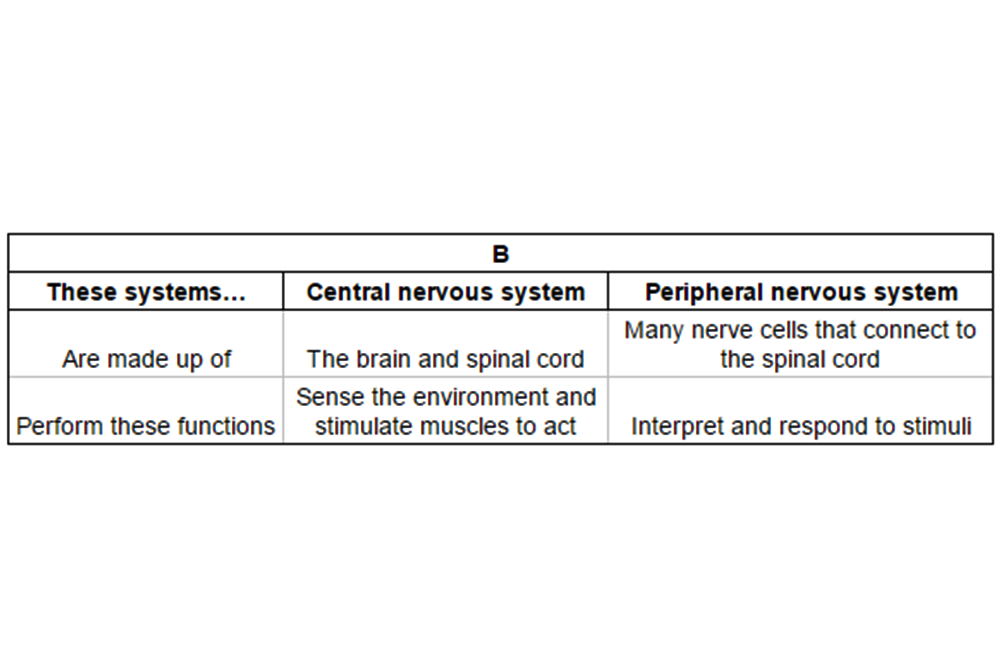 B
These systems... Central nervous system Peripheral nervous system
Many nerve cells that connect to
Are made up of The brain and spinal cord the spinal cord
Sense the environment and
Perform these functions stimulate muscles to act Interpret and respond to stimuli